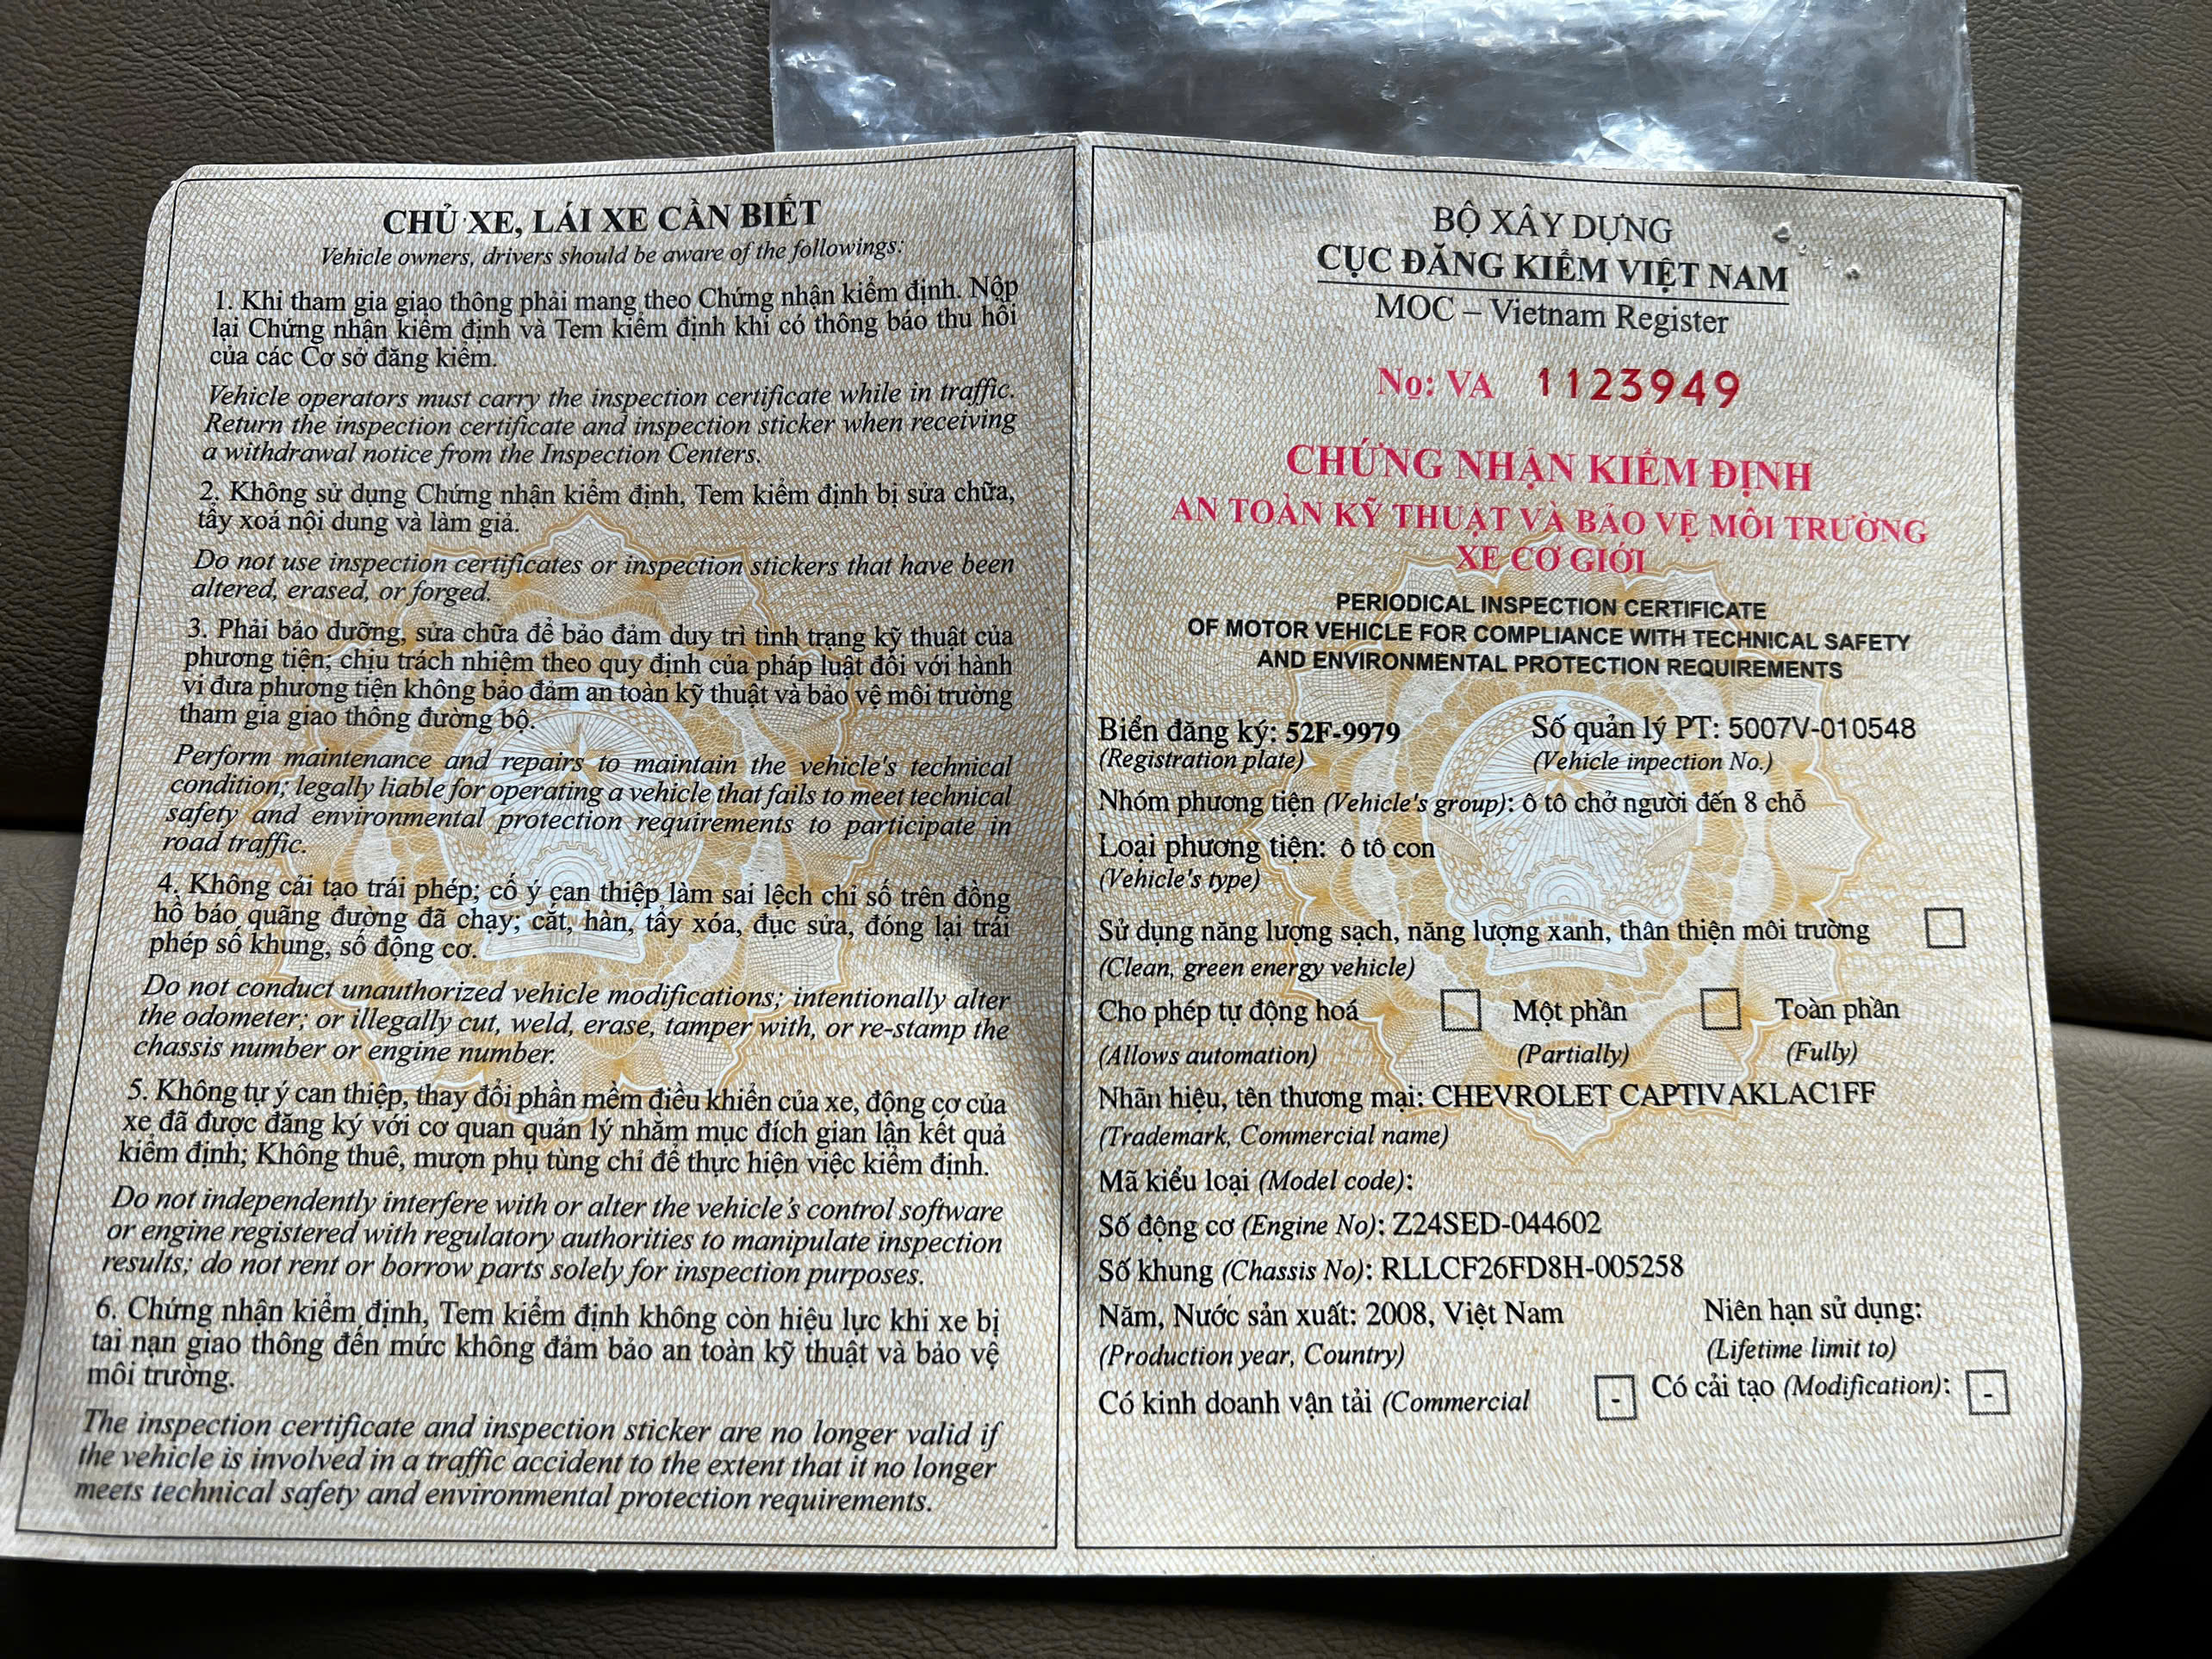 CHỦ XE, LÁI XE CẦN BIẾT
Vehicle owners, drivers should be aware of the followings:
1. Khi tham gia giao thông phải mang theo Chứng nhận kiểm định. Nộp
lại Chứng nhận kiểm định và Tem kiểm định khi có thông báo thu hồi
của các Cơ sở đăng kiểm.
Vehicle operators must carry the inspection certificate while in traffic.
Return the inspection certificate and inspection sticker when receiving
a withdrawal notice from the Inspection Centers.
2. Không sử dụng Chứng nhận kiểm định, Tem kiểm định bị sửa chữa,
tẩy xoá nội dung và làm giả.
Do not use inspection certificates or inspection stickers that have been
altered, erased, or forged.
3. Phải bảo dưỡng, sửa chữa để bảo đảm duy trì tình trạng kỹ thuật của
phương tiện; chịu trách nhiệm theo quy định của pháp luật đối với hành
vi đưa phương tiện không bảo đảm an toàn kỹ thuật và bảo vệ môi trường
tham gia giao thông đường bộ.
Perform maintenance and repairs to maintain the vehicle's technical
condition; legally liable for operating a vehicle that fails to meet technical
safety and environmental protection requirements to participate in
road traffic.
4. Không cải tạo trái phép; cố ý can thiệp làm sai lệch chỉ số trên đồng
hồ báo quãng đường đã chạy; cắt, hàn, tẩy xóa, đục sửa, đóng lại trái
phép số khung, số động cơ.
Do not conduct unauthorized vehicle modifications; intentionally alter
the odometer; or illegally cut, weld, erase, tamper with, or re-stamp the
chassis number or engine number.
5. Không tự ý can thiệp, thay đổi phần mềm điều khiển của xe, động cơ của
xe đã được đăng ký với cơ quan quản lý nhằm mục đích gian lận kết quả
kiểm định; Không thuê, mượn phụ tùng chỉ để thực hiện việc kiểm định.
Do not independently interfere with or alter the vehicle's control software
or engine registered with regulatory authorities to manipulate inspection
results; do not rent or borrow parts solely for inspection purposes.
6. Chứng nhận kiểm định, Tem kiểm định không còn hiệu lực khi xe bị
tai nạn giao thông đến mức không đảm bảo an toàn kỹ thuật và bảo vệ
môi trường.
The inspection certificate and inspection sticker are no longer valid if
the vehicle is involved in a traffic accident to the extent that it no longer
meets technical safety and environmental protection requirements.
BỘ XÂY DỰNG
CỤC ĐĂNG KIỂM VIỆT NAM
MOC – Vietnam Register
No: VA 1123949
CHỨNG NHẬN KIỂM ĐỊNH
AN TOÀN KỸ THUẬT VÀ BẢO VỆ MÔI TRƯỜNG
XE CƠ GIỚI
PERIODICAL INSPECTION CERTIFICATE
OF MOTOR VEHICLE FOR COMPLIANCE WITH TECHNICAL SAFETY
AND ENVIRONMENTAL PROTECTION REQUIREMENTS
Biển đăng ký: 52F-9979 Số quản lý PT: 5007V-010548
(Registration plate) (Vehicle inpection No.)
Nhóm phương tiện (Vehicle's group): ô tô chở người đến 8 chỗ
Loại phương tiện: ô tô con
(Vehicle's type)
Sử dụng năng lượng sạch, năng lượng xanh, thân thiện môi trường
(Clean, green energy vehicle)
Cho phép tự động hoá Một phần Toàn phần
(Allows automation) (Partially) (Fully)
Nhãn hiệu, tên thương mại: CHEVROLET CAPTIVAKLAC1FF
(Trademark, Commercial name)
Mã kiểu loại (Model code):
Số động cơ (Engine No): Z24SED-044602
Số khung (Chassis No): RLLCF26FD8H-005258
Năm, Nước sản xuất: 2008, Việt Nam Niên hạn sử dụng:
(Production year, Country) (Lifetime limit to)
Có kinh doanh vận tải (Commercial - Có cải tạo (Modification): -